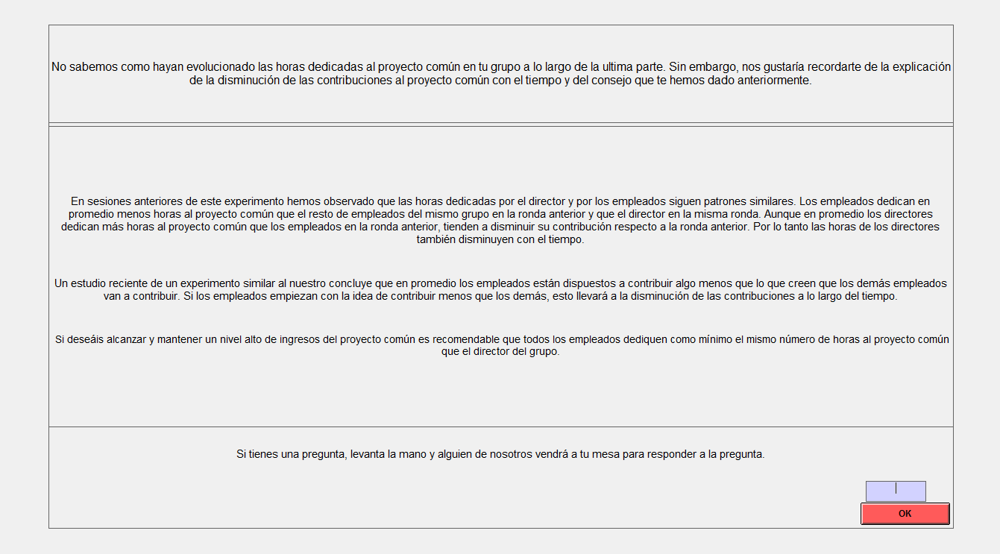 No sabemos como hayan evolucionado las horas dedicadas al proyecto común en tu grupo a lo largo de la ultima parte. Sin embargo, nos gustaría recordarte de la explicación
de la disminución de las contribuciones al proyecto común con el tiempo y del consejo que te hemos dado anteriormente.
En sesiones anteriores de este experimento hemos observado que las horas dedicadas por el director y por los empleados siguen patrones similares. Los empleados dedican en
promedio menos horas al proyecto común que el resto de empleados del mismo grupo en la ronda anterior y que el director en la misma ronda. Aunque en promedio los directores
dedican más horas al proyecto común que los empleados en la ronda anterior, tienden a disminuir su contribución respecto a la ronda anterior. Por lo tanto las horas de los directores
también disminuyen con el tiempo.
Un estudio reciente de un experimento similar al nuestro concluye que en promedio los empleados están dispuestos a contribuir algo menos que lo que creen que los demás empleados
van a contribuir. Si los empleados empiezan con la idea de contribuir menos que los demás, esto llevará a la disminución de las contribuciones a lo largo del tiempo.
Si deseáis alcanzar y mantener un nivel alto de ingresos del proyecto común es recomendable que todos los empleados dediquen como mínimo el mismo número de horas al proyecto común
que el director del grupo.
Si tienes una pregunta, levanta la mano y alguien de nosotros vendrá a tu mesa para responder a la pregunta.
OK